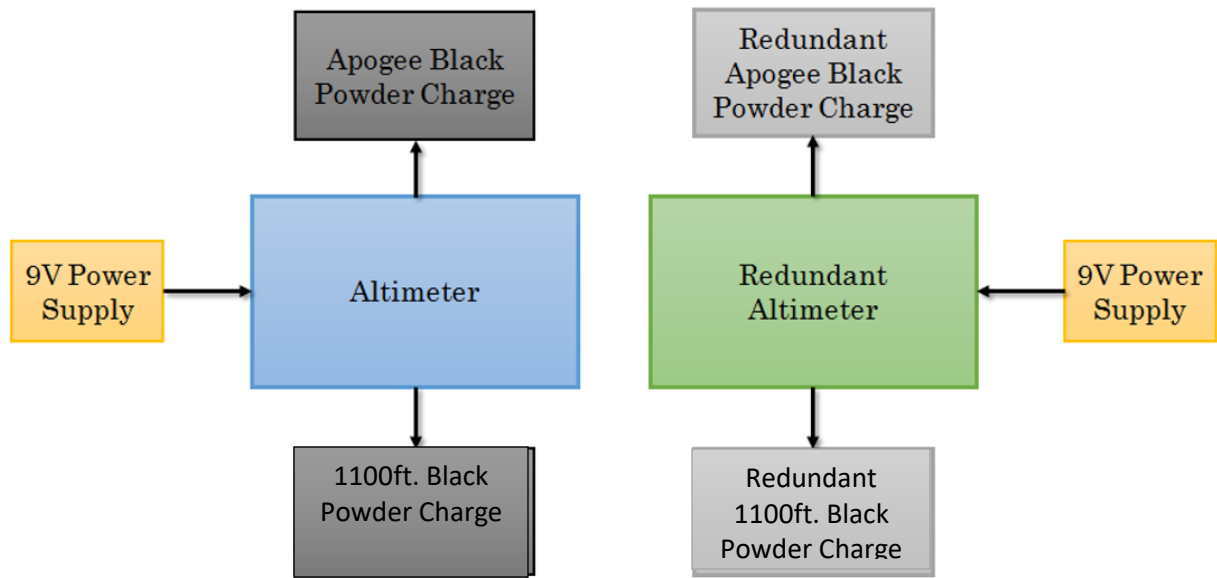 Apogee Black
Powder Charge
Redundant
Apogee Black
Powder Charge
9V Power
Supply
Altimeter
Redundant
Altimeter
9V Power
Supply
1100ft. Black
Powder Charge
Redundant
1100ft. Black
Powder Charge